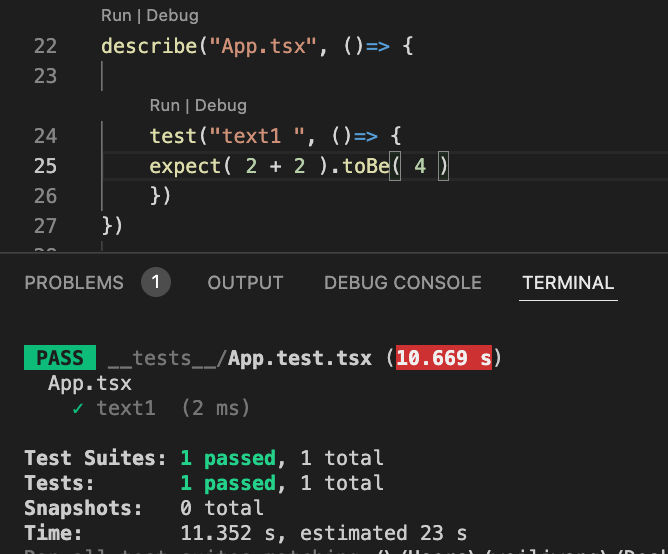 Run | Debug
22 describe("App.tsx", ()=> {
23
Run | Debug
24 test("text1 ", ()=> {
25 expect( 2 + 2 ).toBe( 4 )
26 })
27 })
PROBLEMS 1 OUTPUT DEBUG CONSOLE TERMINAL
PASS __tests__/App.test.tsx (10.669 s)
App.tsx
✓ text1 (2 ms)
Test Suites: 1 passed, 1 total
Tests: 1 passed, 1 total
Snapshots: 0 total
Time: 11.352 s, estimated 23 s